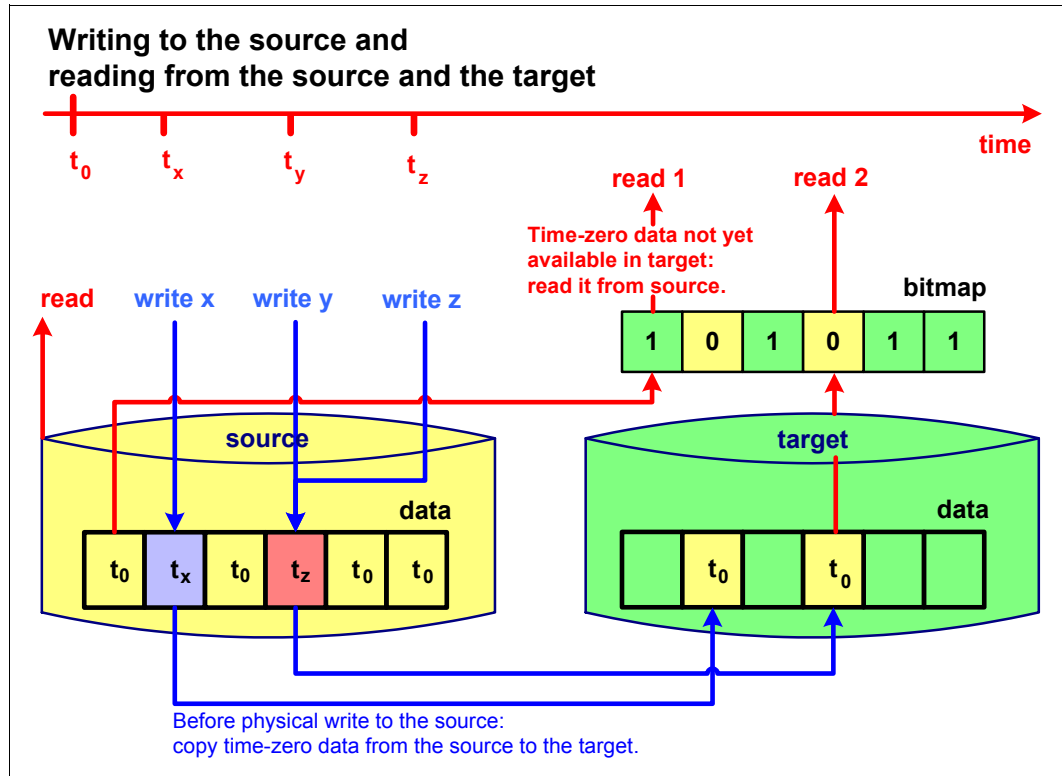 Writing to the source and
reading from the source and the target
time
t0 tx ty tz
read 1 read 2
Time-zero data not yet
available in target:
read it from source.
read write x write y write z bitmap
1 0 1 0 1 1
source target
data data
t0 tx t0 tz t0 t0 t0 t0
Before physical write to the source:
copy time-zero data from the source to the target.